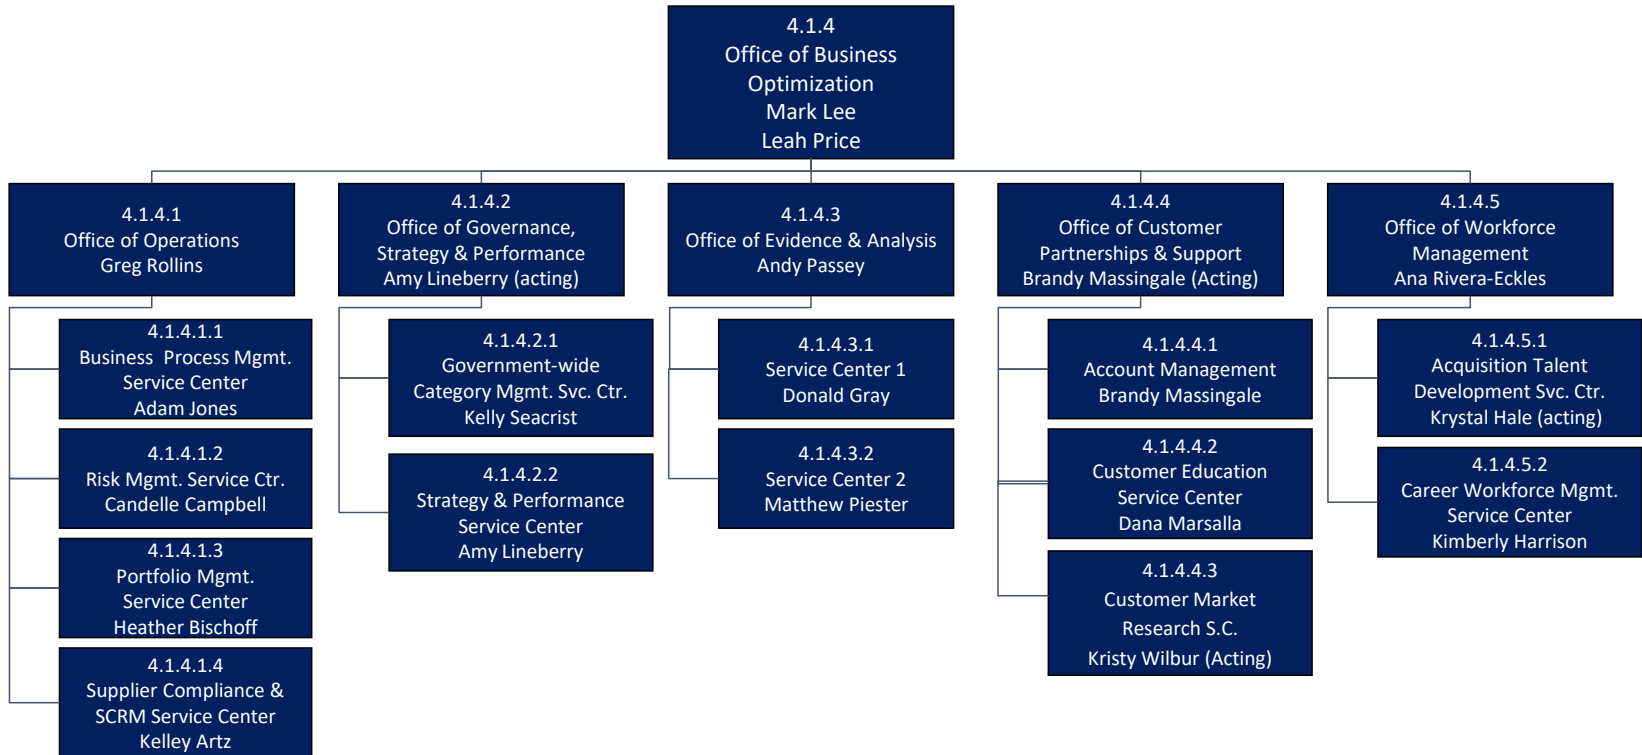 4.1.4
Office of Business
Optimization
Mark Lee
Leah Price
4.1.4.1
Office of Operations
Greg Rollins
4.1.4.1.1
Business  Process Mgmt.
Service Center
Adam Jones
4.1.4.1.2
Risk Mgmt. Service Ctr.
Candelle Campbell
4.1.4.1.3
Portfolio Mgmt.
Service Center
Heather Bischoff
4.1.4.1.4
Supplier Compliance &
SCRM Service Center
Kelley Artz
4.1.4.2
Office of Governance,
Strategy & Performance
Amy Lineberry (acting)
4.1.4.2.1
Government-wide
Category Mgmt. Svc. Ctr.
Kelly Seacrist
4.1.4.2.2
Strategy & Performance
Service Center
Amy Lineberry
4.1.4.3
Office of Evidence & Analysis
Andy Passey
4.1.4.3.1
Service Center 1
Donald Gray
4.1.4.3.2
Service Center 2
Matthew Piester
4.1.4.4
Office of Customer
Partnerships & Support
Brandy Massingale (Acting)
4.1.4.4.1
Account Management
Brandy Massingale
4.1.4.4.2
Customer Education
Service Center
Dana Marsalla
4.1.4.4.3
Customer Market
Research S.C.
Kristy Wilbur (Acting)
4.1.4.5
Office of Workforce
Management
Ana Rivera-Eckles
4.1.4.5.1
Acquisition Talent
Development Svc. Ctr.
Krystal Hale (acting)
4.1.4.5.2
Career Workforce Mgmt.
Service Center
Kimberly Harrison